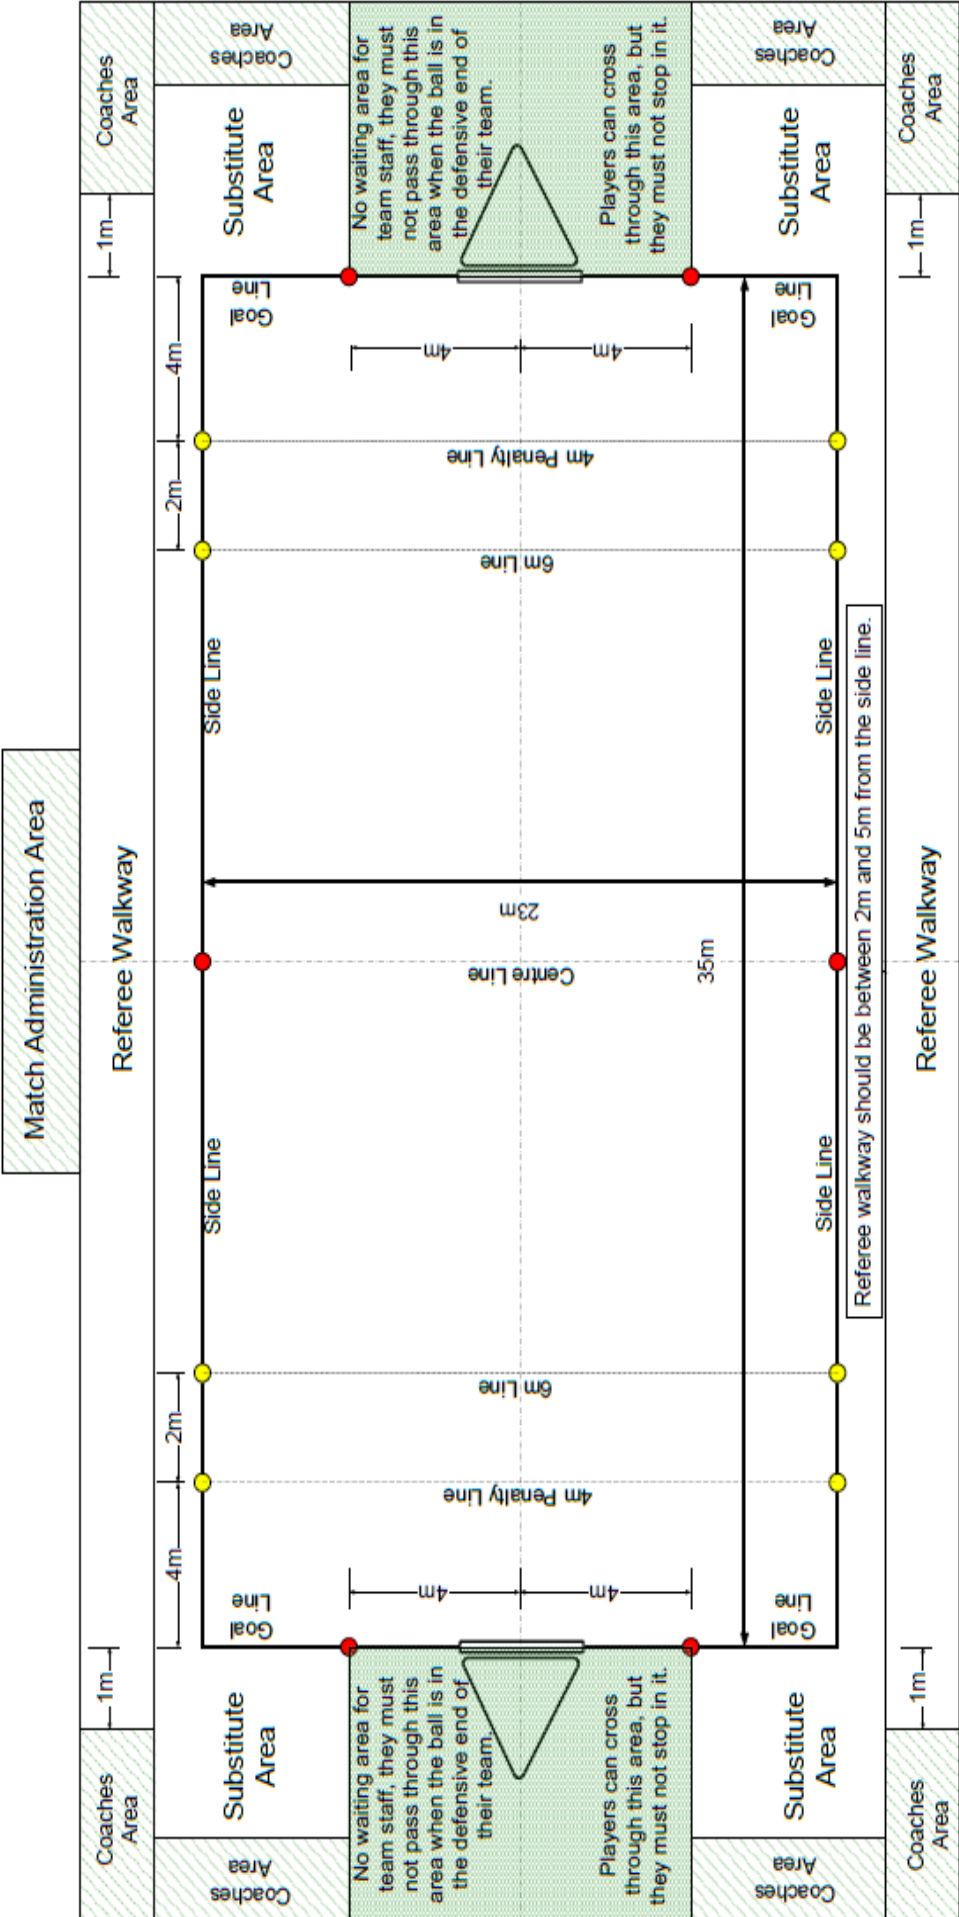 Match Administration Area
Coaches
Area
1m
Referee Walkway
1m
Coaches
Area
4m
2m
2m
4m
Coaches
Area
Substitute
Area
Goal
Line
Side Line
Side Line
Goal
Line
Substitute
Area
Coaches
Area
No waiting area for
team staff, they must
not pass through this
area when the ball is in
the defensive end of
their team.
4m
4m
4m Penalty Line
6m Line
Centre Line
23m
6m Line
4m Penalty Line
4m
4m
No waiting area for
team staff, they must
not pass through this
area when the ball is in
the defensive end of
their team.
Players can cross
through this area, but
they must not stop in it.
35m
Players can cross
through this area, but
they must not stop in it.
Coaches
Area
Substitute
Area
Goal
Line
Side Line
Side Line
Goal
Line
Substitute
Area
Coaches
Area
Referee walkway should be between 2m and 5m from the side line.
Coaches
Area
1m
Referee Walkway
1m
Coaches
Area